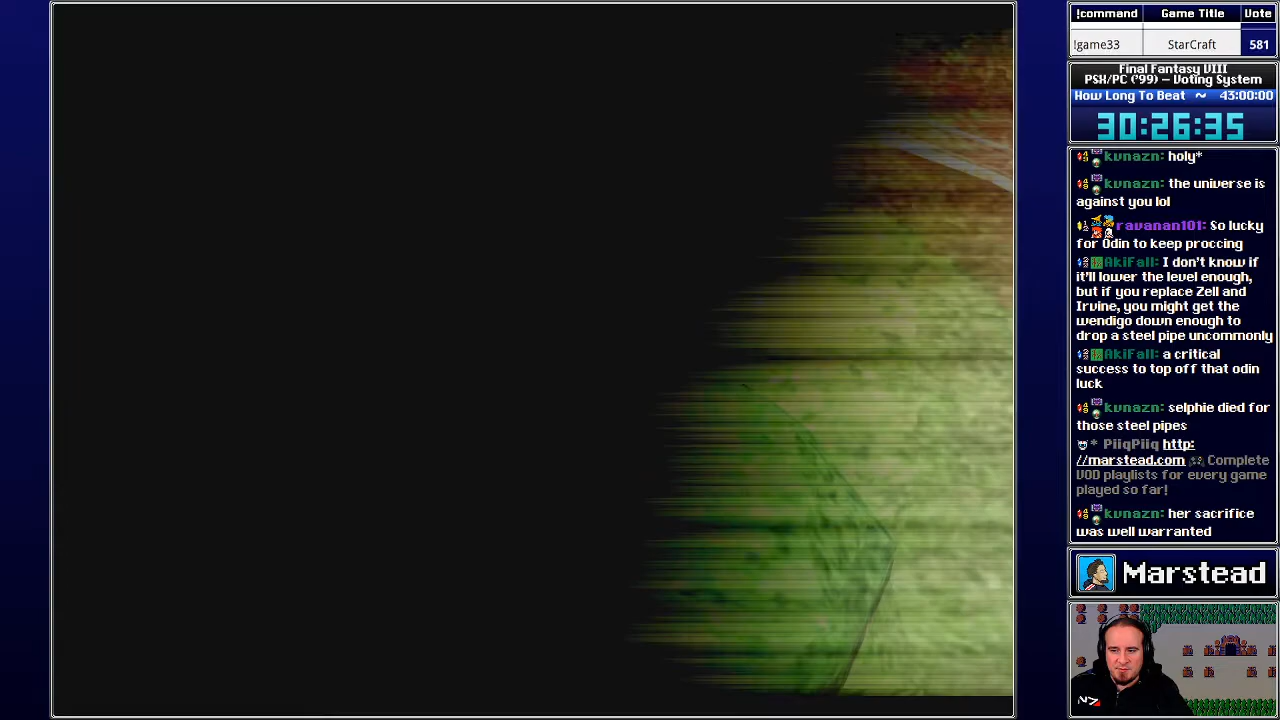 !command Game Title Vote
!game33 StarCraft 581
Final Fantasy VIII
PSX/PC ('99) – Voting System
How Long To Beat ~ 43:00:00
30:26:35
kvnazn: holy*
kvnazn: the universe is
against you lol
ravanan101: So lucky
for Odin to keep proccing
AkiFall: I don't know if
it'll lower the level enough,
but if you replace Zell and
Irvine, you might get the
wendigo down enough to
drop a steel pipe uncommonly
AkiFall: a critical
success to top off that odin
luck
kvnazn: selphie died for
those steel pipes
* PiiqPiiq http:
//marstead.com Complete
VOD playlists for every game
played so far!
kvnazn: her sacrifice
was well warranted
Marstead
N7